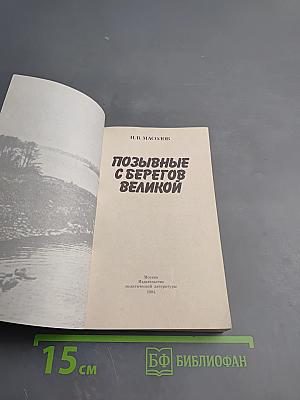 Н.В. МАСОЛОВ
ПОЗЫВНЫЕ
С БЕРЕГОВ
ВЕЛИКОЙ
Москва
Издательство
политической литературы
1984
15 см
БФ БИБЛИОФАН